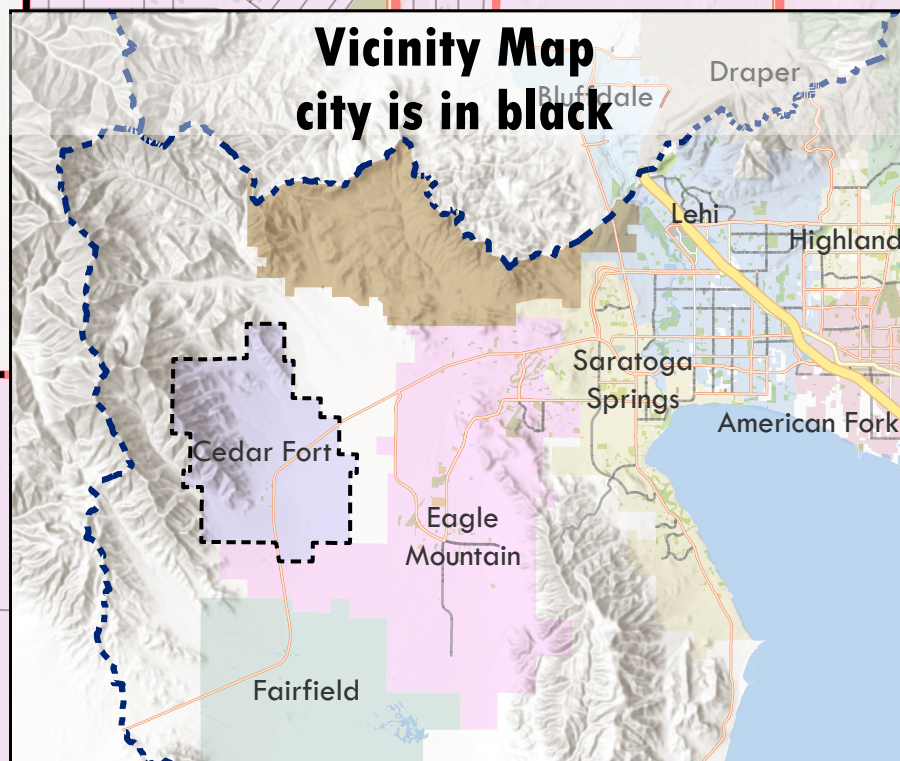 Vicinity Map
city is in black
Draper
Bluffdale
Lehi
Highland
Saratoga
Springs
American Fork
Cedar Fort
Eagle
Mountain
Fairfield